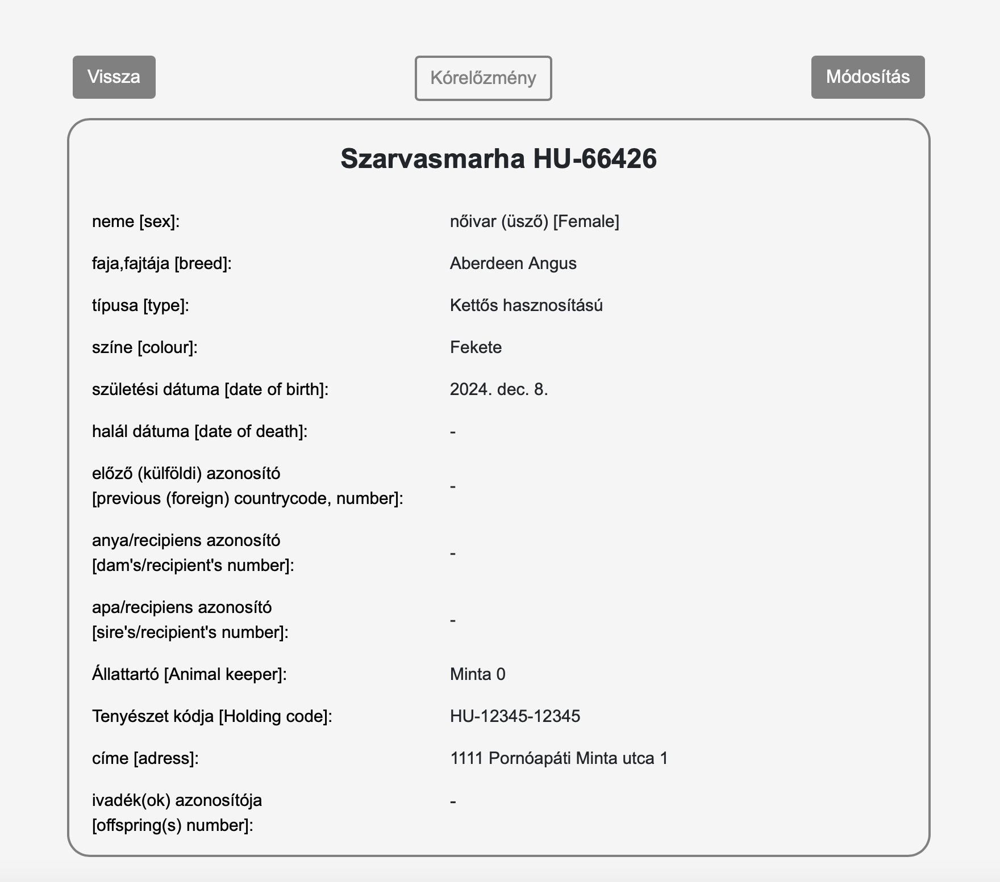 Vissza
Kórelőzmény
Módosítás
Szarvasmarha HU-66426
neme [sex]: nőivar (üsző) [Female]
faja,fajtája [breed]: Aberdeen Angus
típusa [type]: Kettős hasznosítású
színe [colour]: Fekete
születési dátuma [date of birth]: 2024. dec. 8.
halál dátuma [date of death]: -
előző (külföldi) azonosító
[previous (foreign) countrycode, number]: -
anya/recipiens azonosító
[dam's/recipient's number]: -
apa/recipiens azonosító
[sire's/recipient's number]: -
Állattartó [Animal keeper]: Minta 0
Tenyészet kódja [Holding code]: HU-12345-12345
címe [adress]: 1111 Pornóapáti Minta utca 1
ivadék(ok) azonosítója -
[offspring(s) number]: